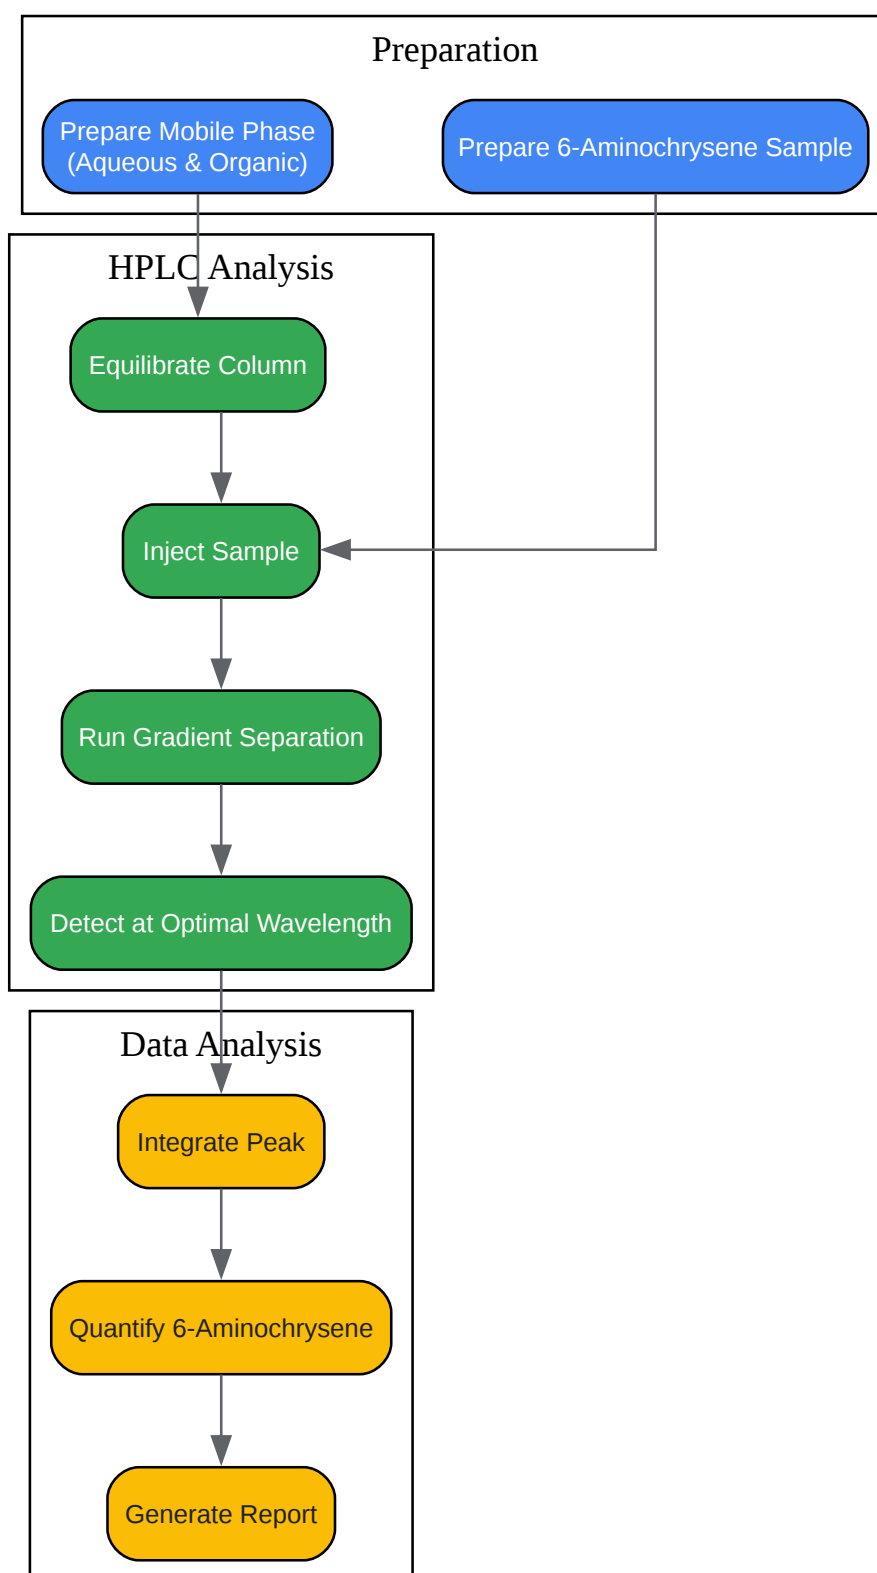 Preparation
Prepare Mobile Phase
(Aqueous & Organic)
Prepare 6-Aminochrysene Sample
HPLC Analysis
Equilibrate Column
Inject Sample
Run Gradient Separation
Detect at Optimal Wavelength
Data Analysis
Integrate Peak
Quantify 6-Aminochrysene
Generate Report